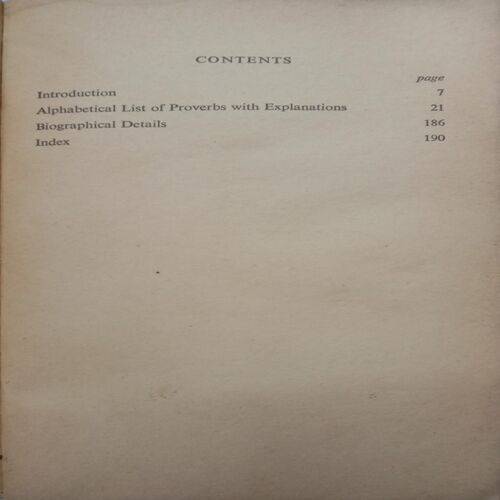 CONTENTS
page
Introduction 7
Alphabetical List of Proverbs with Explanations 21
Biographical Details 186
Index 190